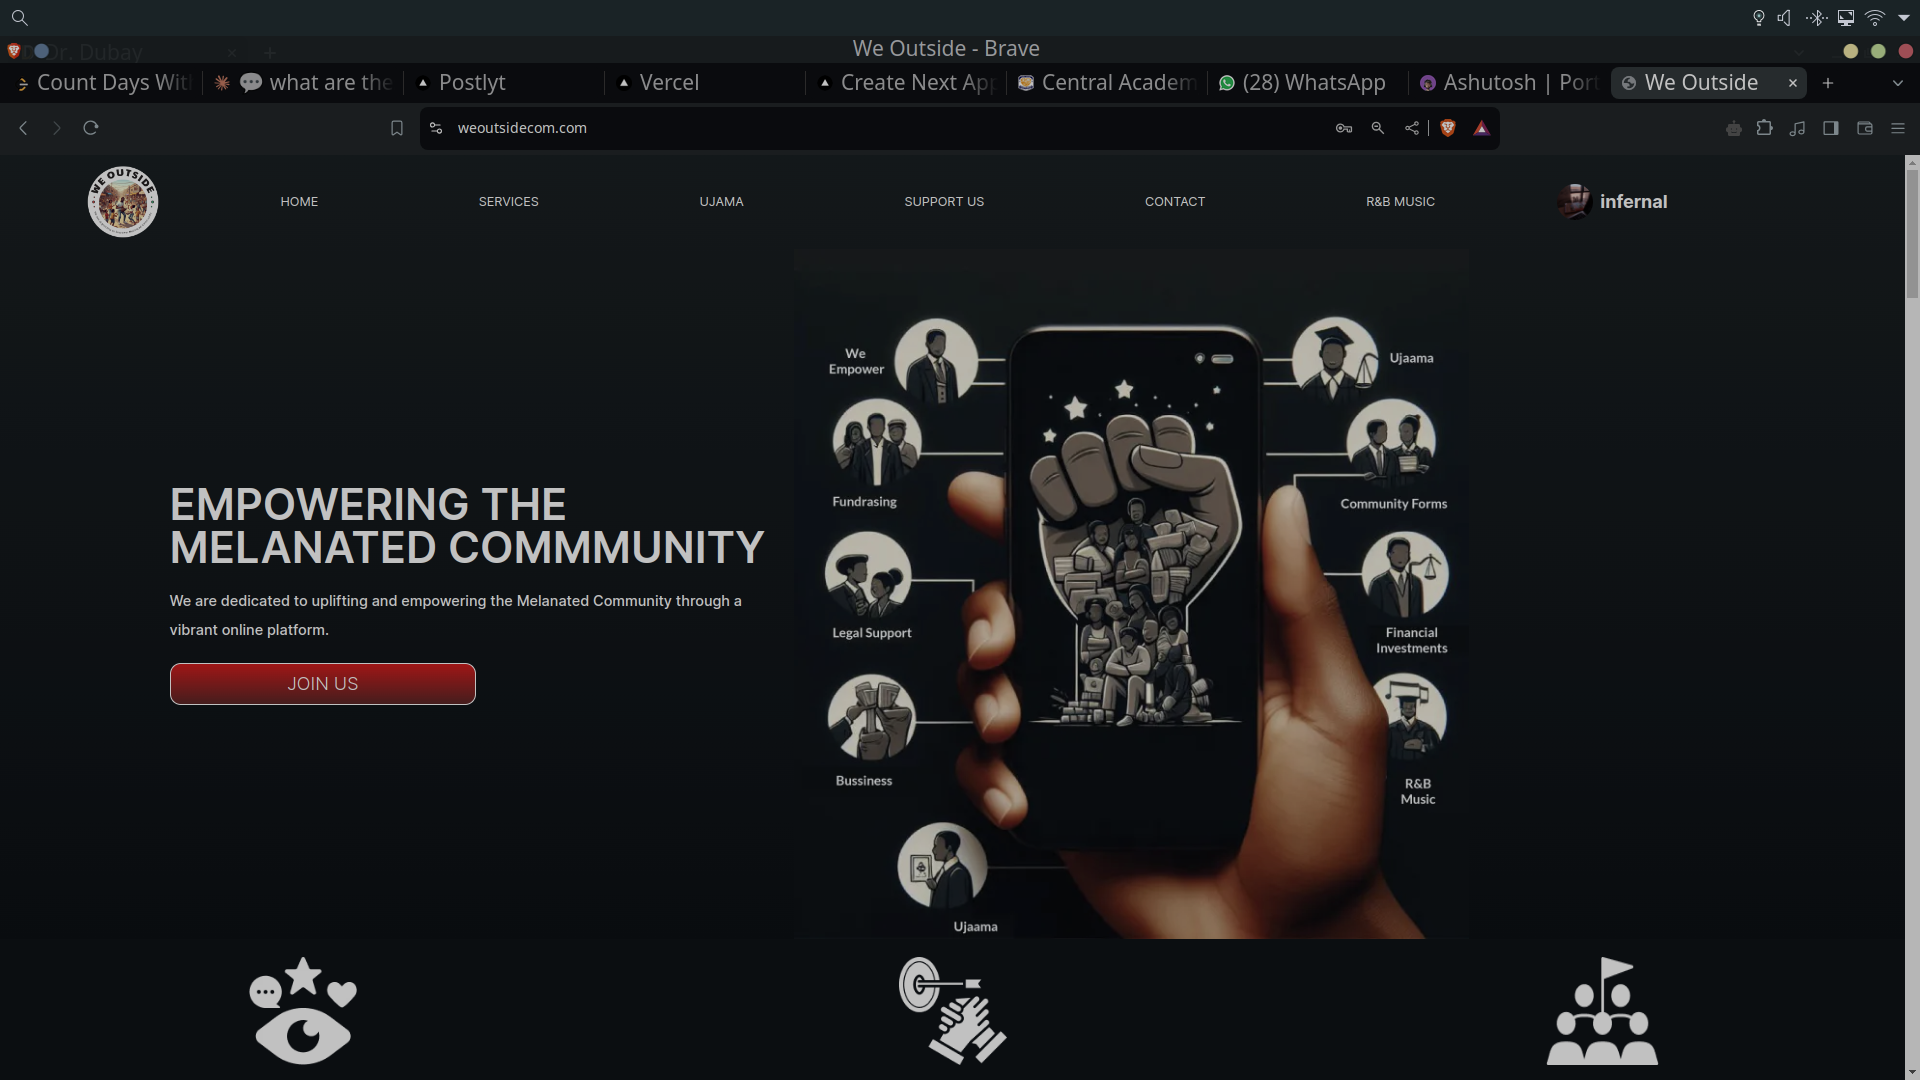 Dr. Dubay
We Outside - Brave
Count Days Wit
💬 what are the
Postlyt
Vercel
Create Next Ap
Central Academ
(28) WhatsApp
Ashutosh | Port
We Outside
weoutsidecom.com
WE OUTSIDE
HOME
SERVICES
UJAMA
SUPPORT US
CONTACT
R&B MUSIC
infernal
EMPOWERING THE
MELANATED COMMMUNITY
We are dedicated to uplifting and empowering the Melanated Community through a
vibrant online platform.
JOIN US
We
Empower
Fundrasing
Legal Support
Bussiness
Ujaama
Ujaama
Community Forms
Financial
Investments
R&B
Music